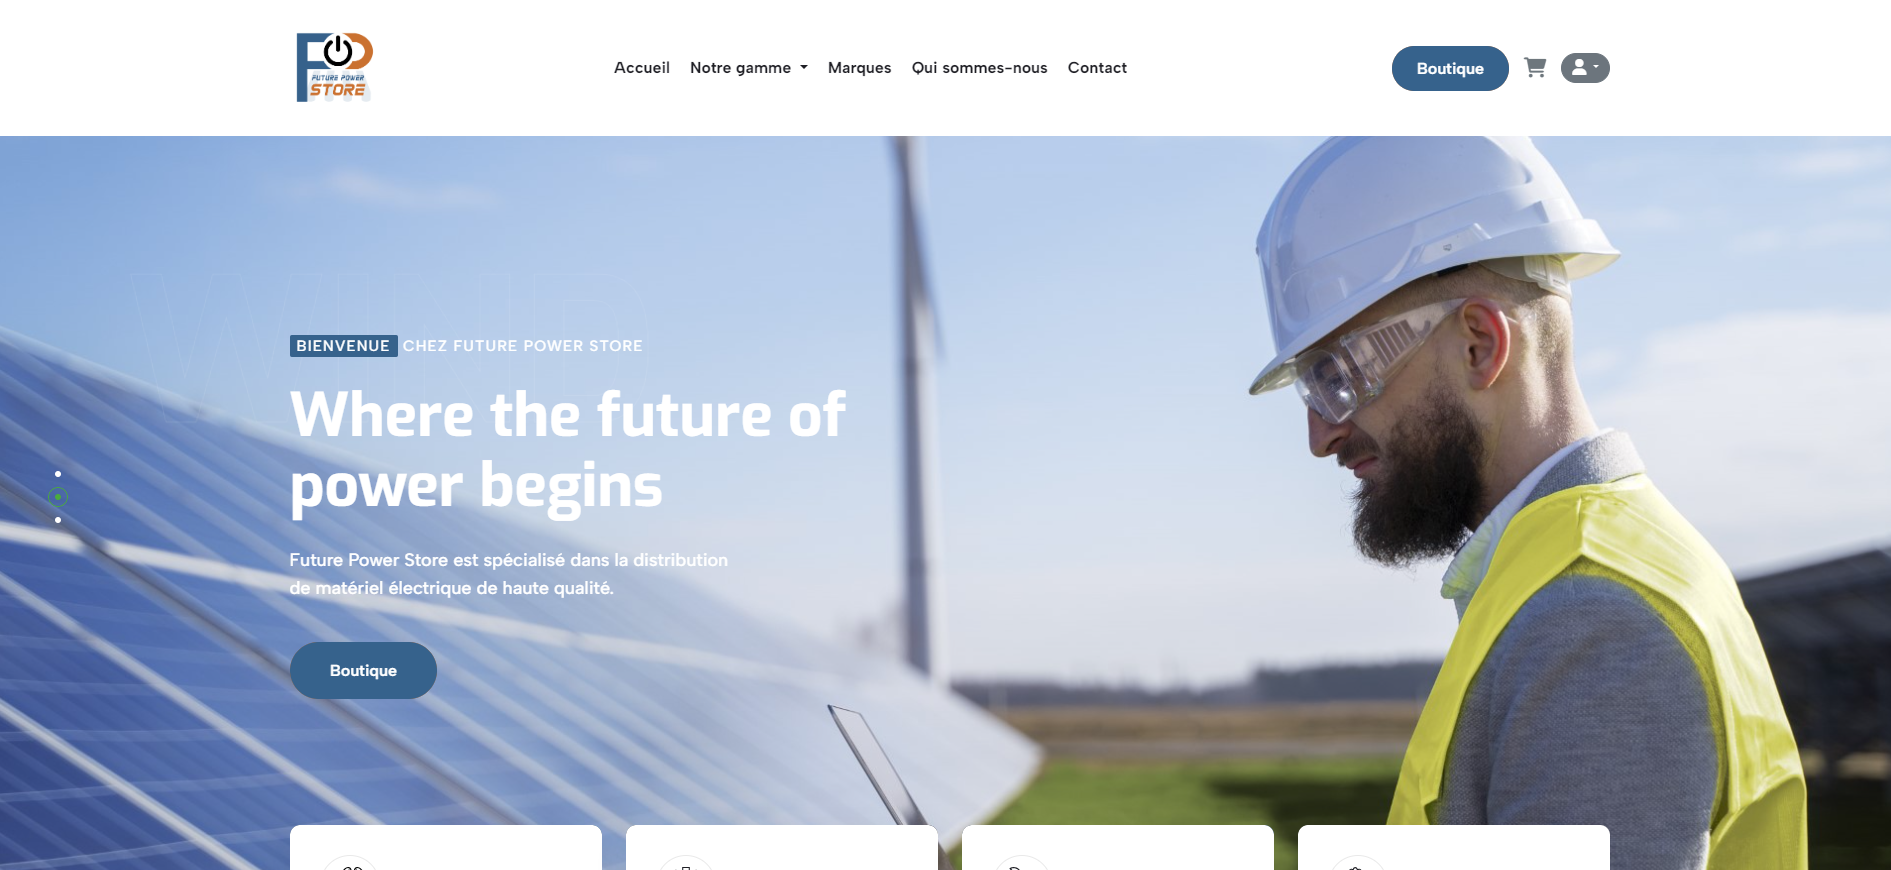 FUTURE POWER
STORE
Accueil
Notre gamme
Marques
Qui sommes-nous
Contact
Boutique
WIND
BIENVENUE CHEZ FUTURE POWER STORE
Where the future of
power begins
Future Power Store est spécialisé dans la distribution
de matériel électrique de haute qualité.
Boutique